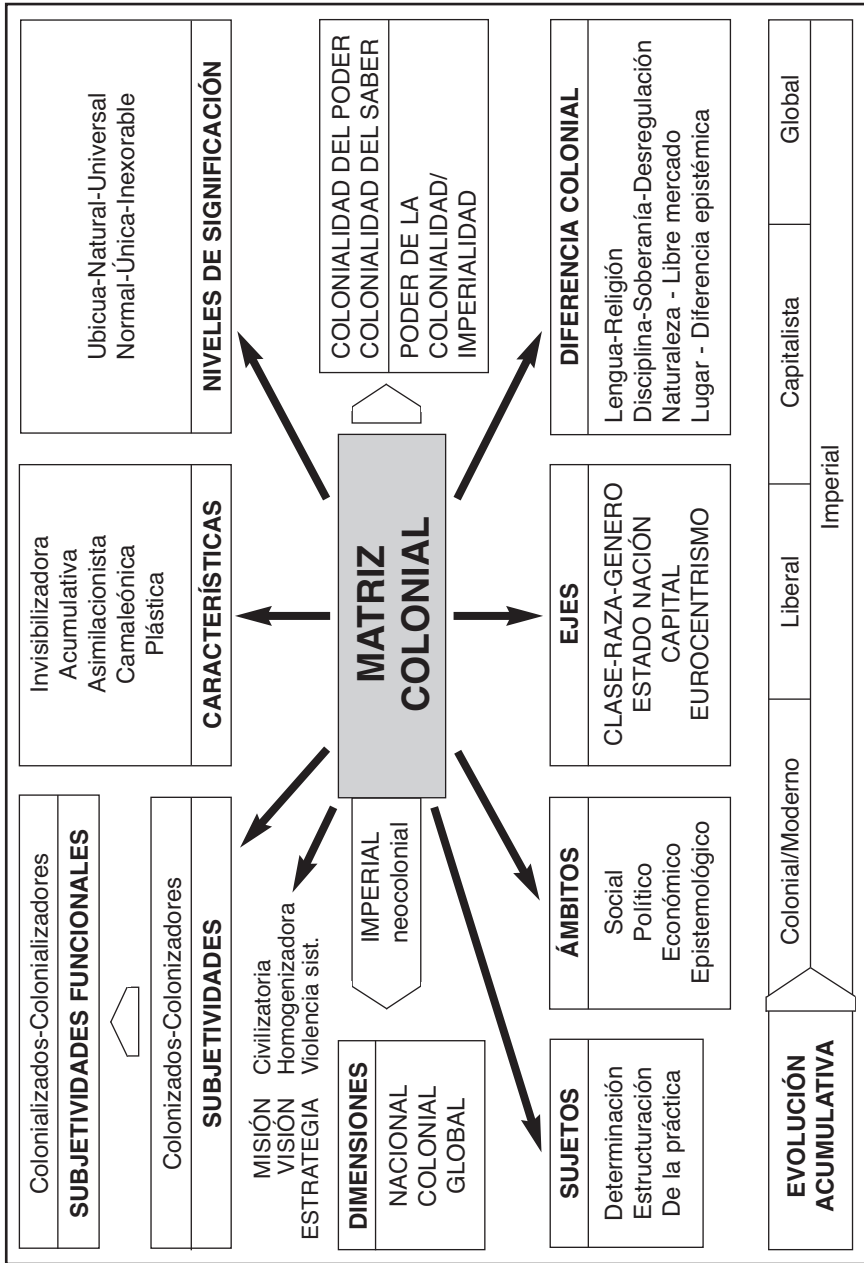 Colonializados-Colonializadores
SUBJETIVIDADES FUNCIONALES
Colonizados-Colonizadores
SUBJETIVIDADES
Invisibilizadora
Acumulativa
Asimilacionista
Camaleónica
Plástica
CARACTERÍSTICAS
Ubicua-Natural-Universal
Normal-Única-Inexorable
NIVELES DE SIGNIFICACIÓN
MISIÓN Civilizatoria
VISIÓN Homogenizadora
ESTRATEGIA Violencia sist.
DIMENSIONES
NACIONAL
COLONIAL
GLOBAL
IMPERIAL
neocolonial
MATRIZ
COLONIAL
COLONIALIDAD DEL PODER
COLONIALIDAD DEL SABER
PODER DE LA
COLONIALIDAD/
IMPERIALIDAD
SUJETOS
Determinación
Estructuración
De la práctica
ÁMBITOS
Social
Político
Económico
Epistemológico
EJES
CLASE-RAZA-GENERO
ESTADO NACIÓN
CAPITAL
EUROCENTRISMO
DIFERENCIA COLONIAL
Lengua-Religión
Disciplina-Soberanía-Desregulación
Naturaleza - Libre mercado
Lugar - Diferencia epistémica
EVOLUCIÓN
ACUMULATIVA
Colonial/Moderno
Liberal
Capitalista
Global
Imperial